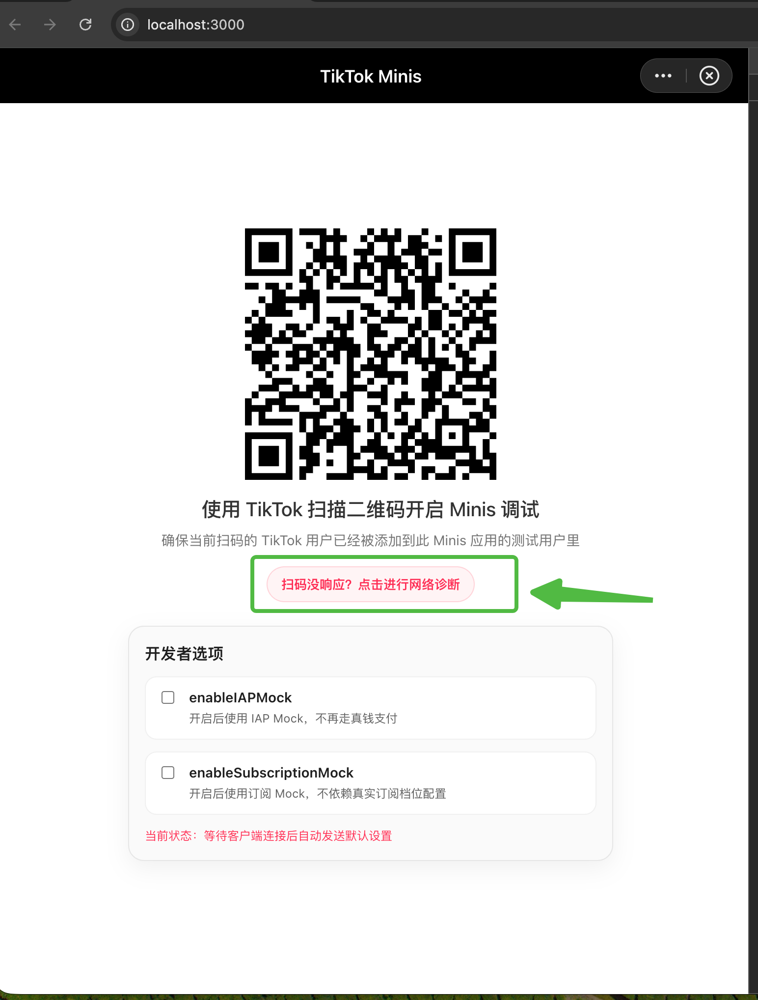 localhost:3000
TikTok Minis
使用 TikTok 扫描二维码开启 Minis 调试
确保当前扫码的 TikTok 用户已经被添加到此 Minis 应用的测试用户里
扫码没响应？点击进行网络诊断
开发者选项
enableIAPMock
开启后使用 IAP Mock，不再走真钱支付
enableSubscriptionMock
开启后使用订阅 Mock，不依赖真实订阅档位配置
当前状态：等待客户端连接后自动发送默认设置